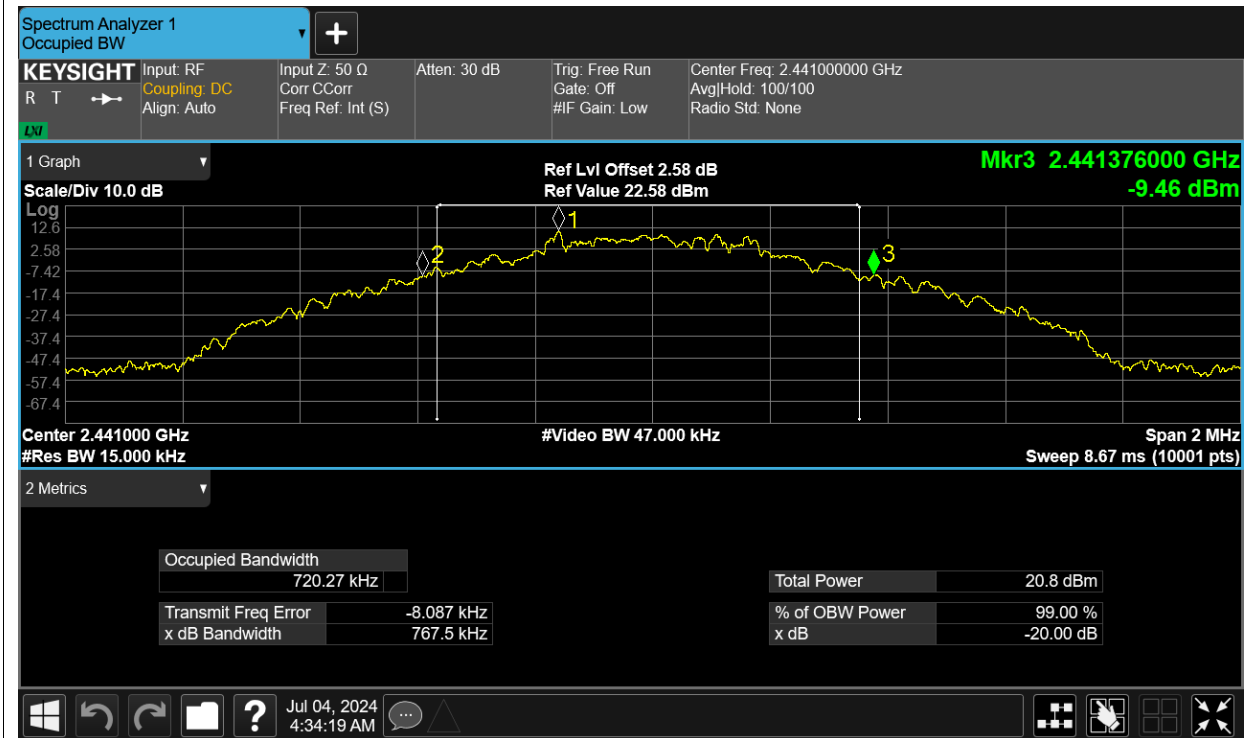 Spectrum Analyzer 1
Occupied BW
KEYSIGHT
R T
LXI
Input: RF
Coupling: DC
Align: Auto
Input Z: 50 Ω
Corr CCorr
Freq Ref: Int (S)
Atten: 30 dB
Trig: Free Run
Gate: Off
#IF Gain: Low
Center Freq: 2.441000000 GHz
Avg|Hold: 100/100
Radio Std: None
1 Graph
Scale/Div 10.0 dB
Ref Lvl Offset 2.58 dB
Ref Value 22.58 dBm
Mkr3 2.441376000 GHz
-9.46 dBm
Log
12.6
2.58
-7.42
-17.4
-27.4
-37.4
-47.4
-57.4
-67.4
1
2
3
Center 2.441000 GHz
#Res BW 15.000 kHz
#Video BW 47.000 kHz
Span 2 MHz
Sweep 8.67 ms (10001 pts)
2 Metrics
Occupied Bandwidth
720.27 kHz
Transmit Freq Error -8.087 kHz
x dB Bandwidth 767.5 kHz
Total Power 20.8 dBm
% of OBW Power 99.00 %
x dB -20.00 dB
?
Jul 04, 2024
4:34:19 AM